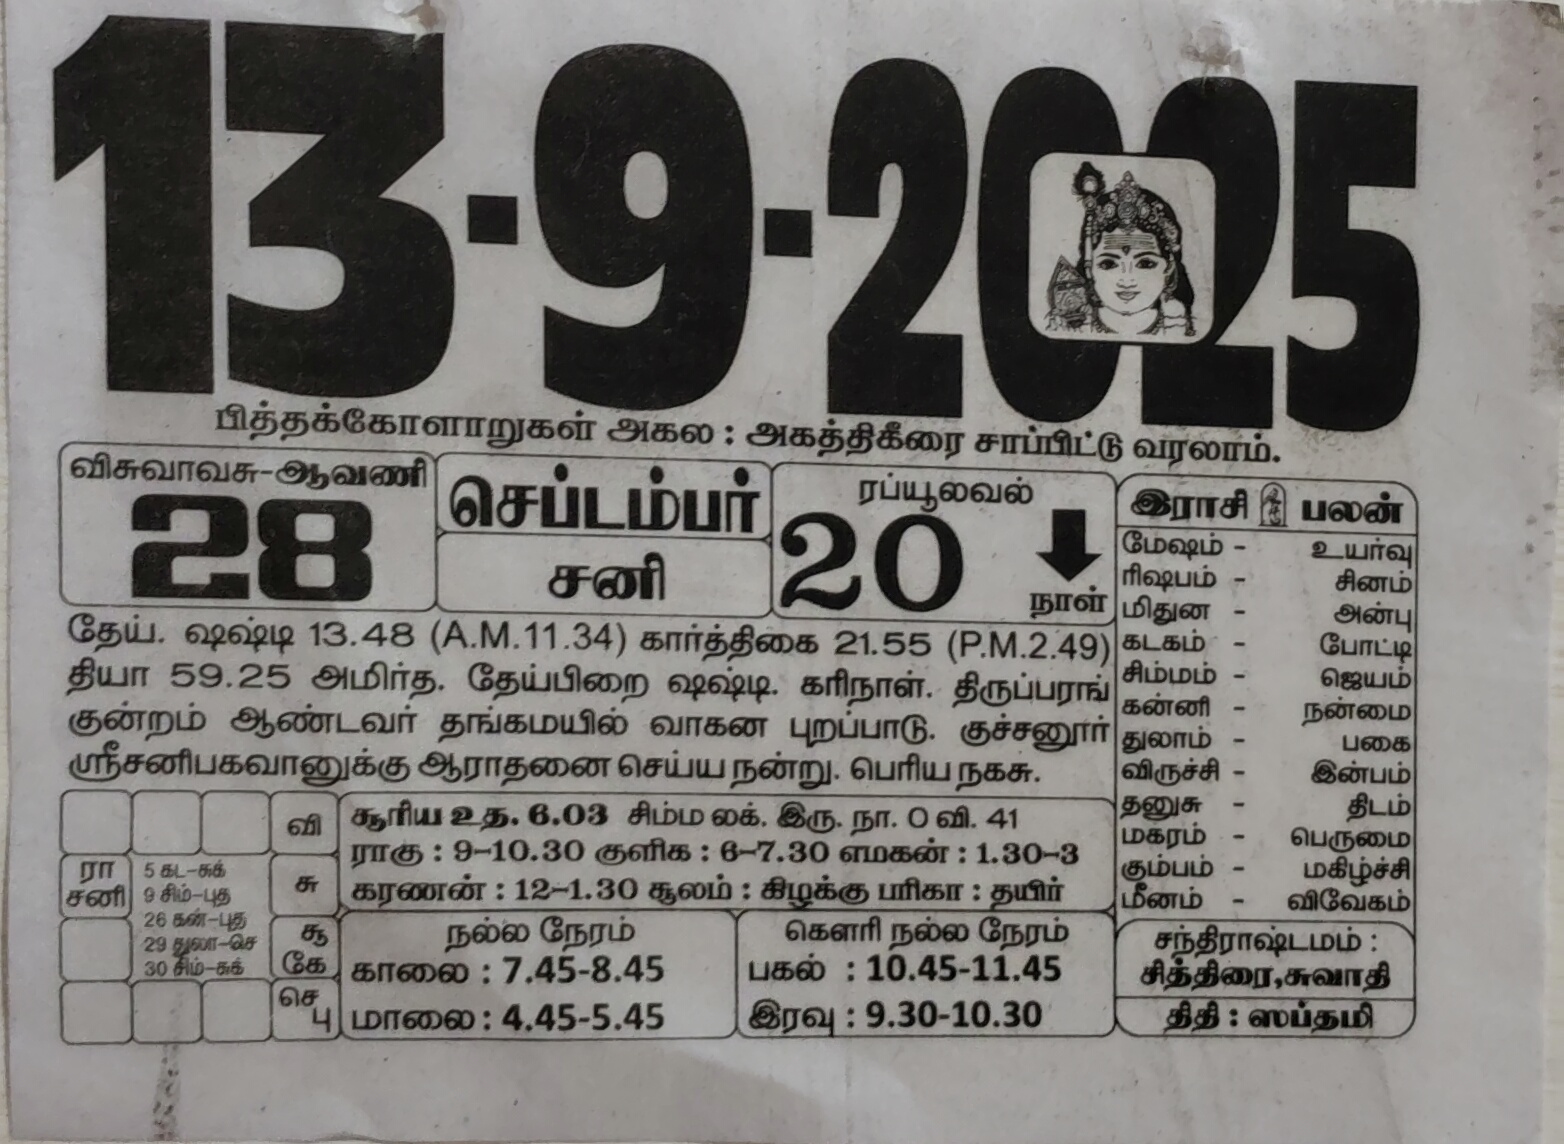 13-9-2025
பித்தக்கோளாறுகள் அகல : அகத்திகீரை சாப்பிட்டு வரலாம்.
விசுவாவசு-ஆவணி
28
செப்டம்பர்
சனி
ரப்யூலவல்
20
நாள்
தேய். ஷஷ்டி 13.48 (A.M.11.34) கார்த்திகை 21.55 (P.M.2.49)
தியா 59.25 அமிர்த. தேய்பிறை ஷஷ்டி. கரிநாள். திருப்பரங்
குன்றம் ஆண்டவர் தங்கமயில் வாகன புறப்பாடு. குச்சனூர்
ஸ்ரீசனிபகவானுக்கு ஆராதனை செய்ய நன்று. பெரிய நகசு.
இராசி பலன்
மேஷம் - உயர்வு
ரிஷபம் - சினம்
மிதுன - அன்பு
கடகம் - போட்டி
சிம்மம் - ஜெயம்
கன்னி - நன்மை
துலாம் - பகை
விருச்சி - இன்பம்
தனுசு - திடம்
மகரம் - பெருமை
கும்பம் - மகிழ்ச்சி
மீனம் - விவேகம்
வி
ரா
சனி
சு
சூ
கே
செ
பு
5 கட-சுக்
9 சிம்-புத
26 கன்-புத
29 துலா-செ
30 சிம்-சுக்
சூரிய உத. 6.03 சிம்ம லக். இரு. நா. 0 வி. 41
ராகு : 9-10.30 குளிக : 6-7.30 எமகன் : 1.30-3
கரணன் : 12-1.30 சூலம் : கிழக்கு பரிகா : தயிர்
நல்ல நேரம்
காலை : 7.45-8.45
மாலை : 4.45-5.45
கௌரி நல்ல நேரம்
பகல் : 10.45-11.45
இரவு : 9.30-10.30
சந்திராஷ்டமம் :
சித்திரை,சுவாதி
திதி : ஸப்தமி